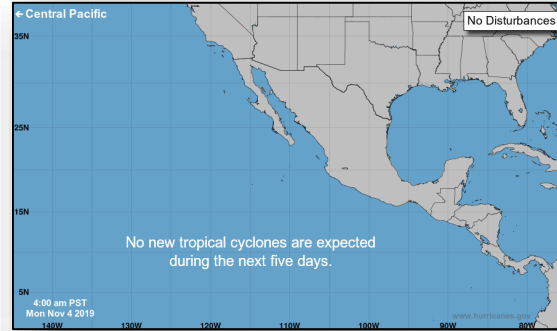 ← Central Pacific
No Disturbances
35N
25N
15N
No new tropical cyclones are expected
during the next five days.
5N
4:00 am PST
Mon Nov 4 2019
www.hurricanes.gov
140W 130W 120W 110W 100W 90W 80W